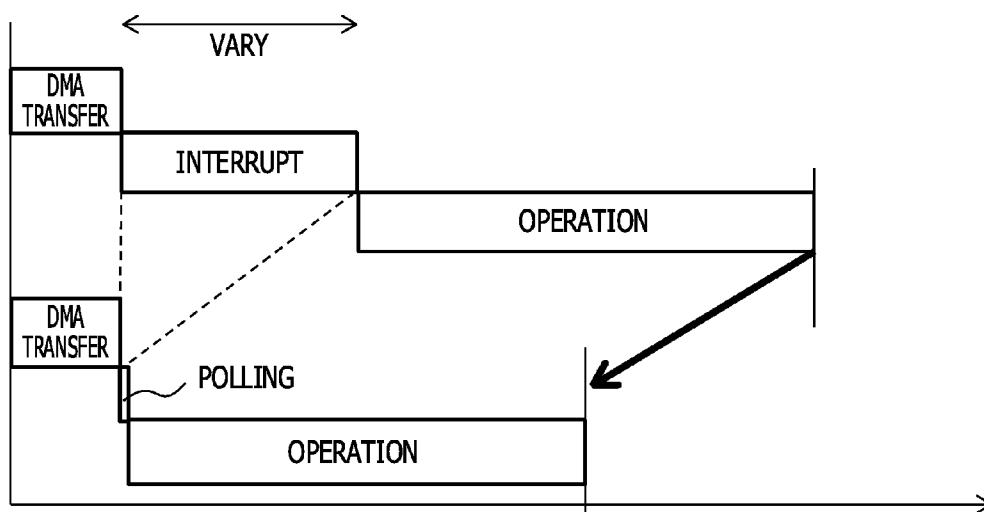 VARY
DMA
TRANSFER
INTERRUPT
OPERATION
DMA
TRANSFER
POLLING
OPERATION